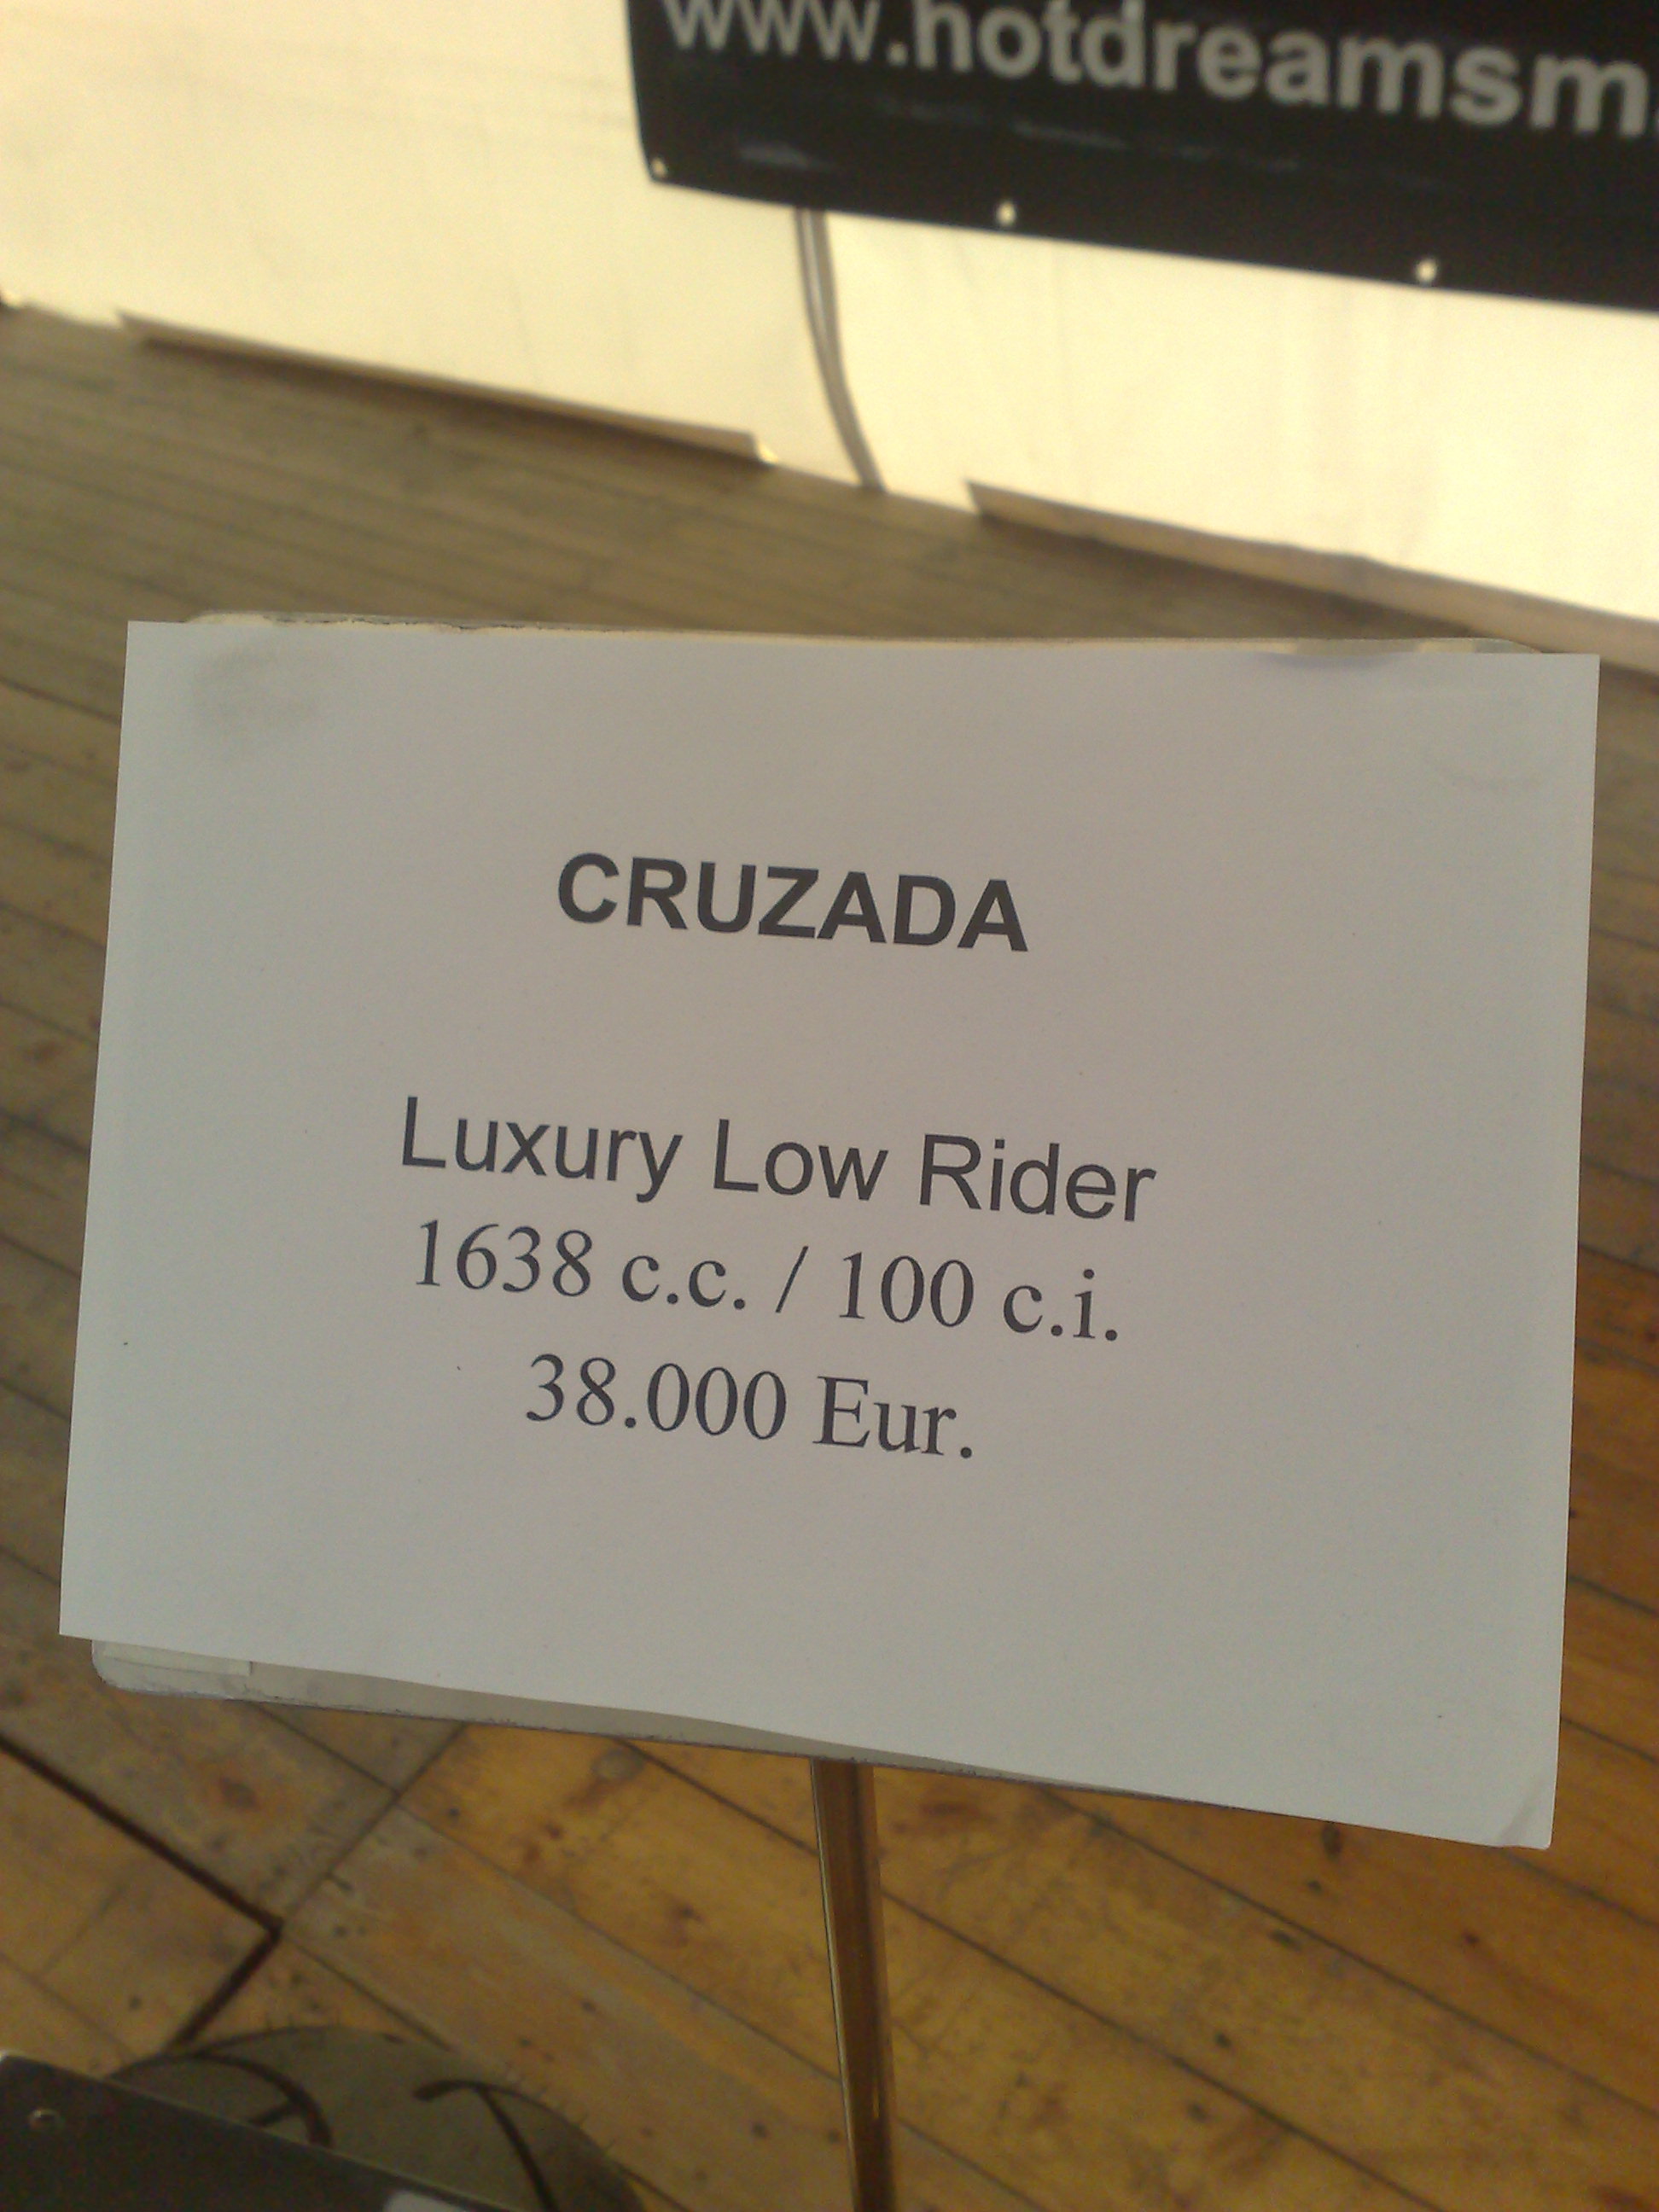 www.hotdreamsm
CRUZADA
Luxury Low Rider
1638 c.c. / 100 c.i.
38.000 Eur.